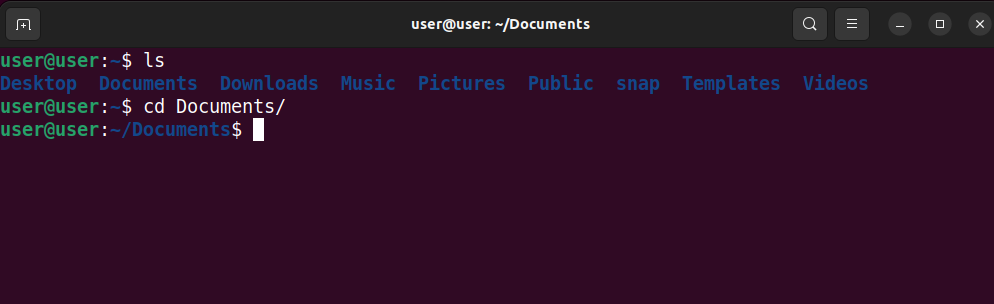 user@user: ~/Documents
user@user:~$ ls
Desktop Documents Downloads Music Pictures Public snap Templates Videos
user@user:~$ cd Documents/
user@user:~/Documents$